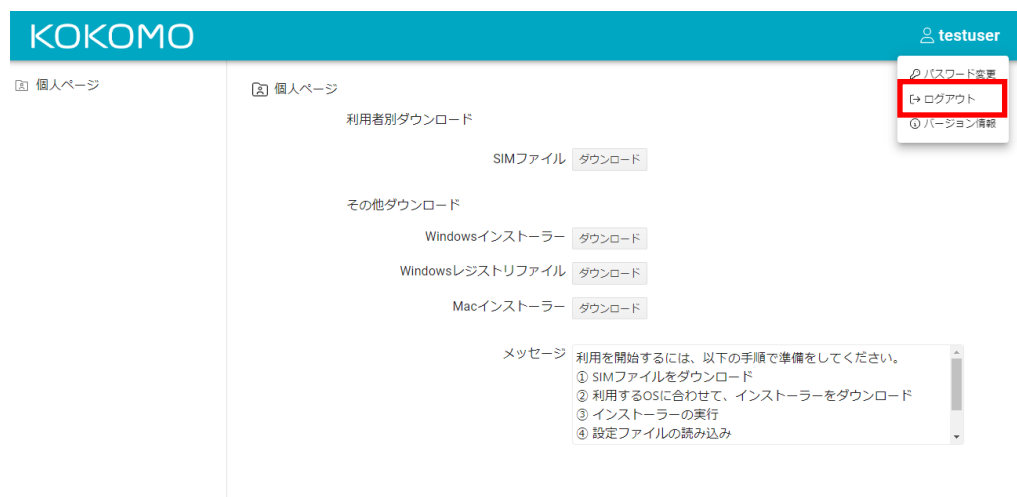 KOKOMO
testuser
個人ページ
個人ページ
パスワード変更
ログアウト
バージョン情報
利用者別ダウンロード
SIMファイル ダウンロード
その他ダウンロード
Windowsインストーラー ダウンロード
Windowsレジストリファイル ダウンロード
Macインストーラー ダウンロード
メッセージ
利用を開始するには、以下の手順で準備をしてください。
① SIMファイルをダウンロード
② 利用するOSに合わせて、インストーラーをダウンロード
③ インストーラーの実行
④ 設定ファイルの読み込み